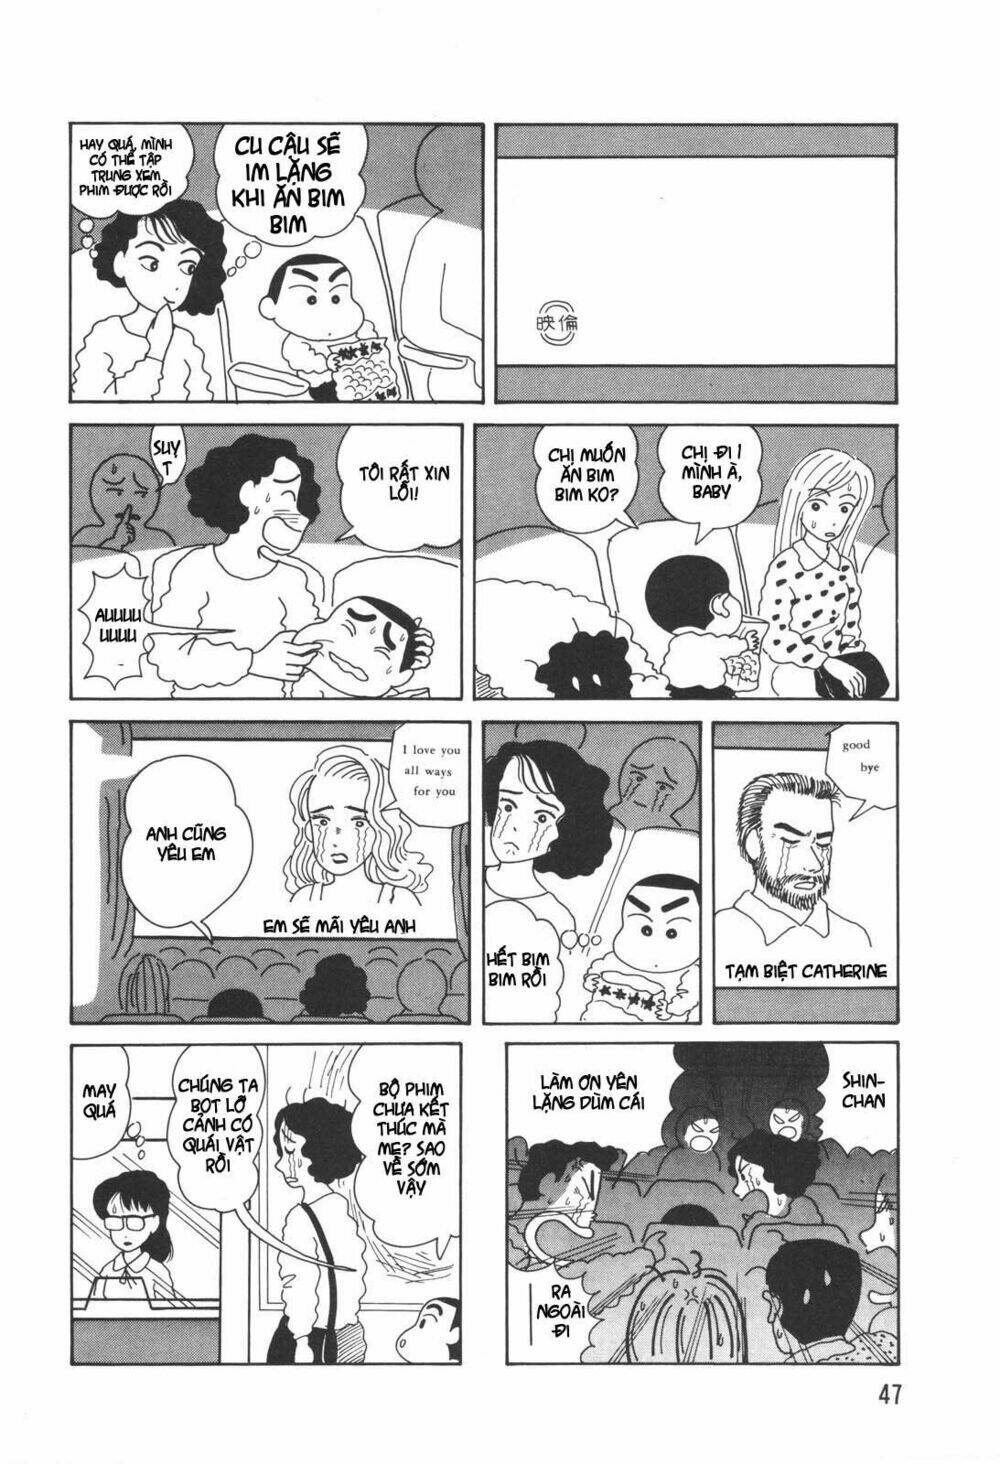 HAY QUÁ, MÌNH
CÓ THỂ TẬP
TRUNG XEM
PHIM ĐƯỢC RỒI
CU CẬU SẼ
IM LẶNG
KHI ĂN BIM
BIM
映倫
SUỴ
T
TÔI RẤT XIN
LỖI!
AUUUU
UUUU
CHỊ MUỐN
ĂN BIM
BIM KO?
CHỊ ĐI 1
MÌNH À,
BABY
ANH CŨNG
YÊU EM
I love you
all ways
for you
EM SẼ MÃI YÊU ANH
HẾT BIM
BIM RỒI
good
bye
TẠM BIỆT CATHERINE
MAY
QUÁ
CHÚNG TA
BỌT LỠ
CẢNH CÓ
QUÁI VẬT
RỒI
BỘ PHIM
CHƯA KẾT
THÚC MÀ
MẸ? SAO
VỀ SỚM
VẬY
LÀM ƠN YÊN
LẶNG DÙM CÁI
SHIN-
CHAN
RA
NGOÀI
ĐI
47